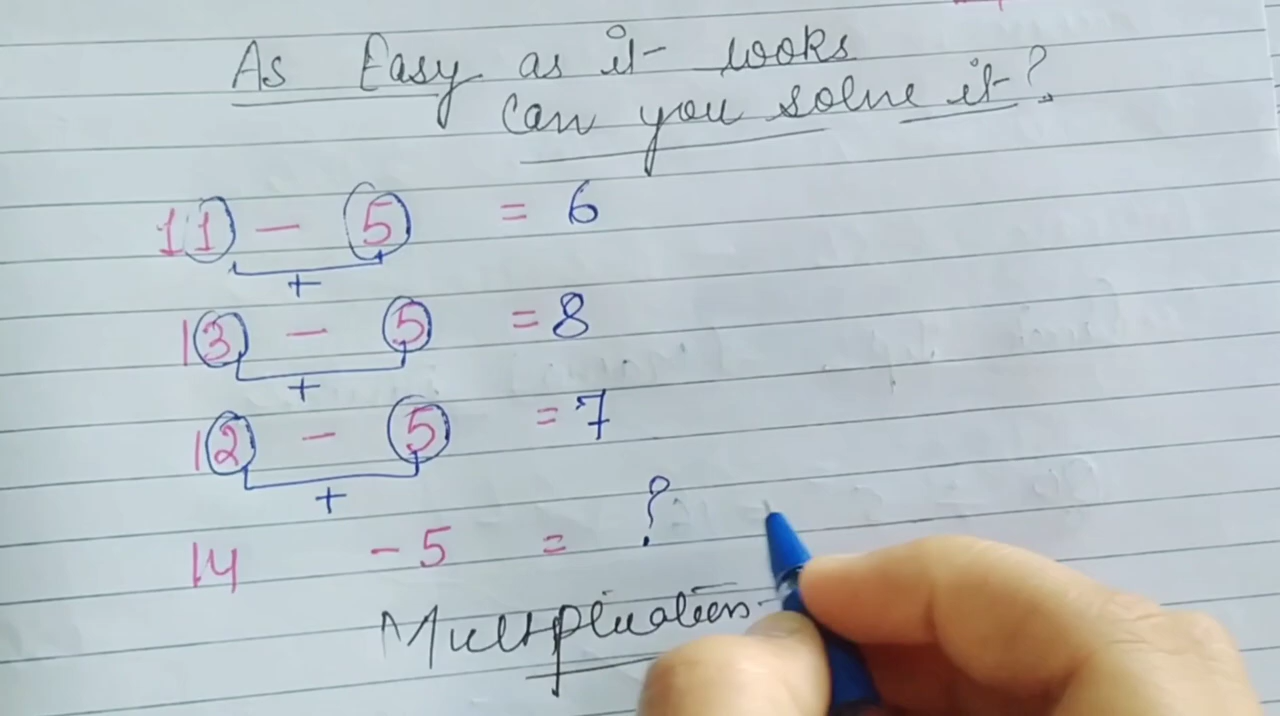 As Easy as it looks
can you solve it?
11 - 5 = 6
+
13 - 5 = 8
+
12 - 5 = 7
+
14 - 5 = ?
Multiplication